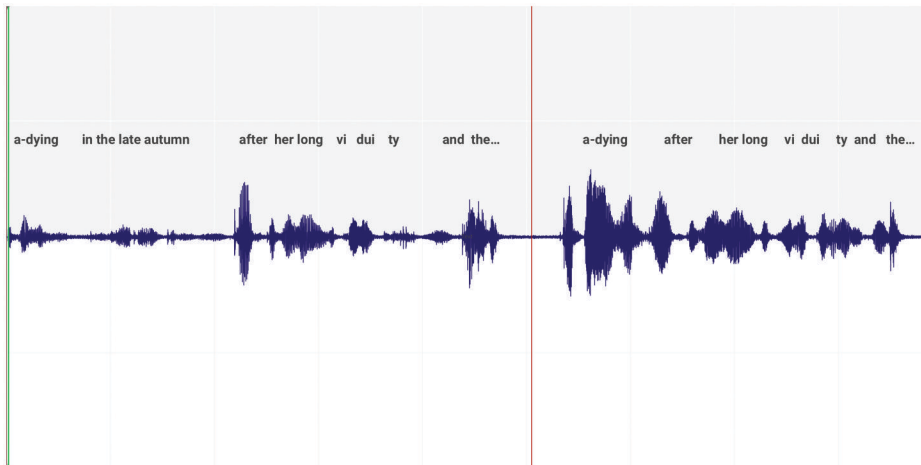 a-dying in the late autumn after her long vi dui ty and the... a-dying after her long vi dui ty and the...